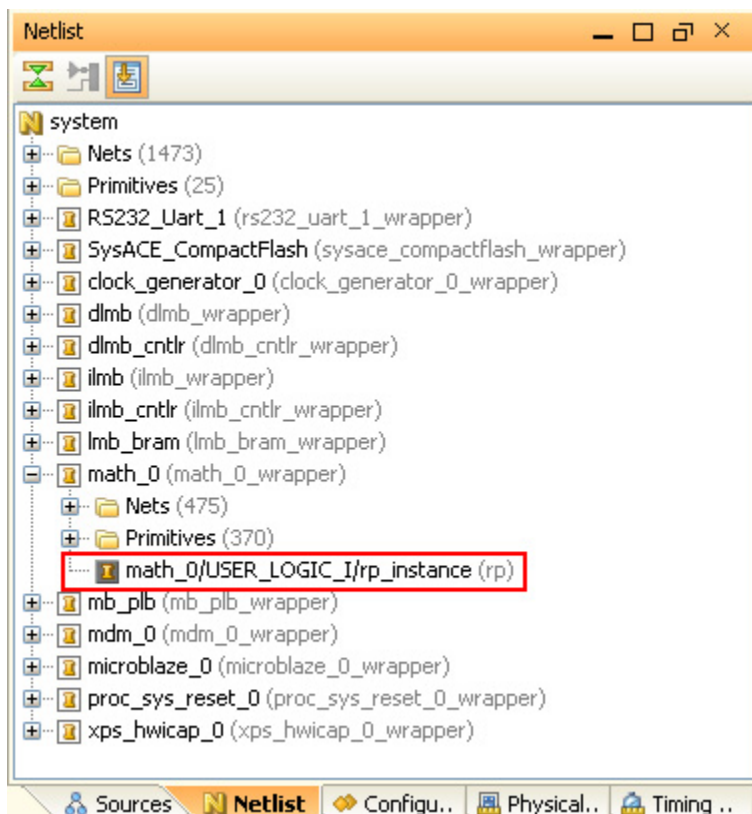 Netlist
system
Nets (1473)
Primitives (25)
RS232_Uart_1 (rs232_uart_1_wrapper)
SysACE_CompactFlash (sysace_compactflash_wrapper)
clock_generator_0 (clock_generator_0_wrapper)
dlmb (dlmb_wrapper)
dlmb_cntlr (dlmb_cntlr_wrapper)
ilmb (ilmb_wrapper)
ilmb_cntlr (ilmb_cntlr_wrapper)
lmb_bram (lmb_bram_wrapper)
math_0 (math_0_wrapper)
Nets (475)
Primitives (370)
math_0/USER_LOGIC_I/rp_instance (rp)
mb_plb (mb_plb_wrapper)
mdm_0 (mdm_0_wrapper)
microblaze_0 (microblaze_0_wrapper)
proc_sys_reset_0 (proc_sys_reset_0_wrapper)
xps_hwicap_0 (xps_hwicap_0_wrapper)
Sources Netlist Configu.. Physical.. Timing ..